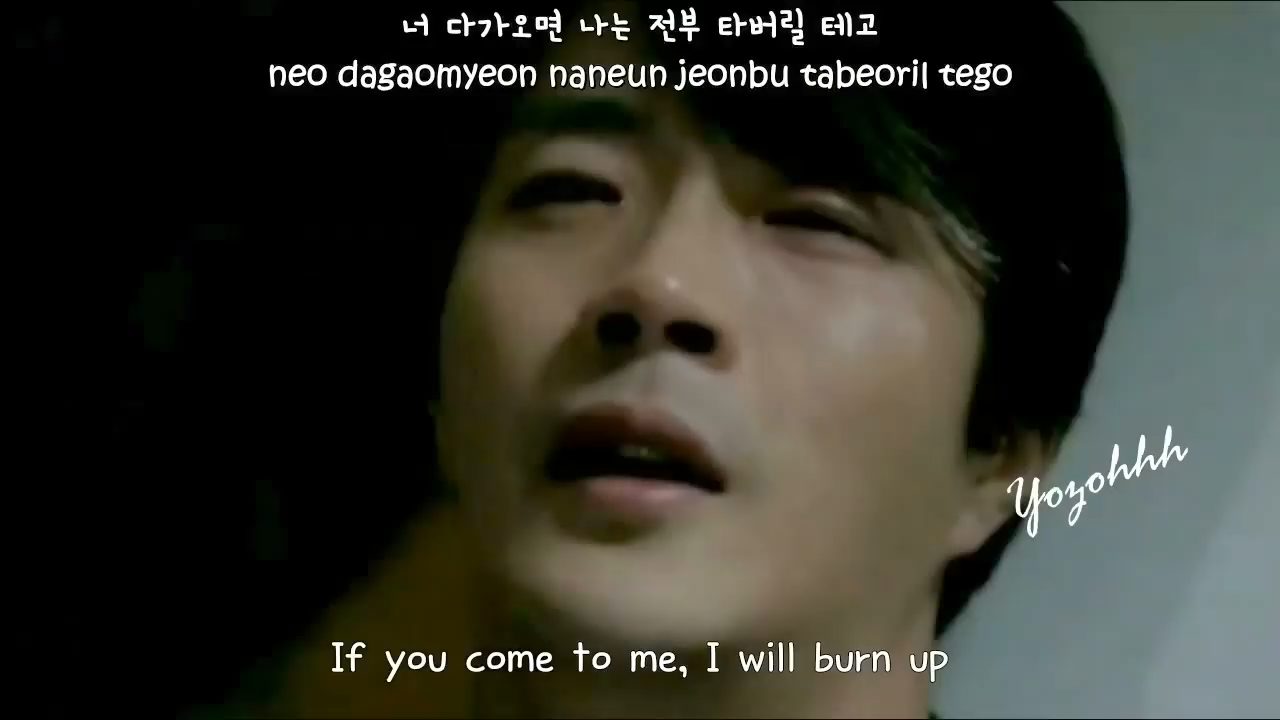 너 다가오면 나는 전부 타버릴 테고
neo dagaomyeon naneun jeonbu tabeoril tego
Yozohhh
If you come to me, I will burn up